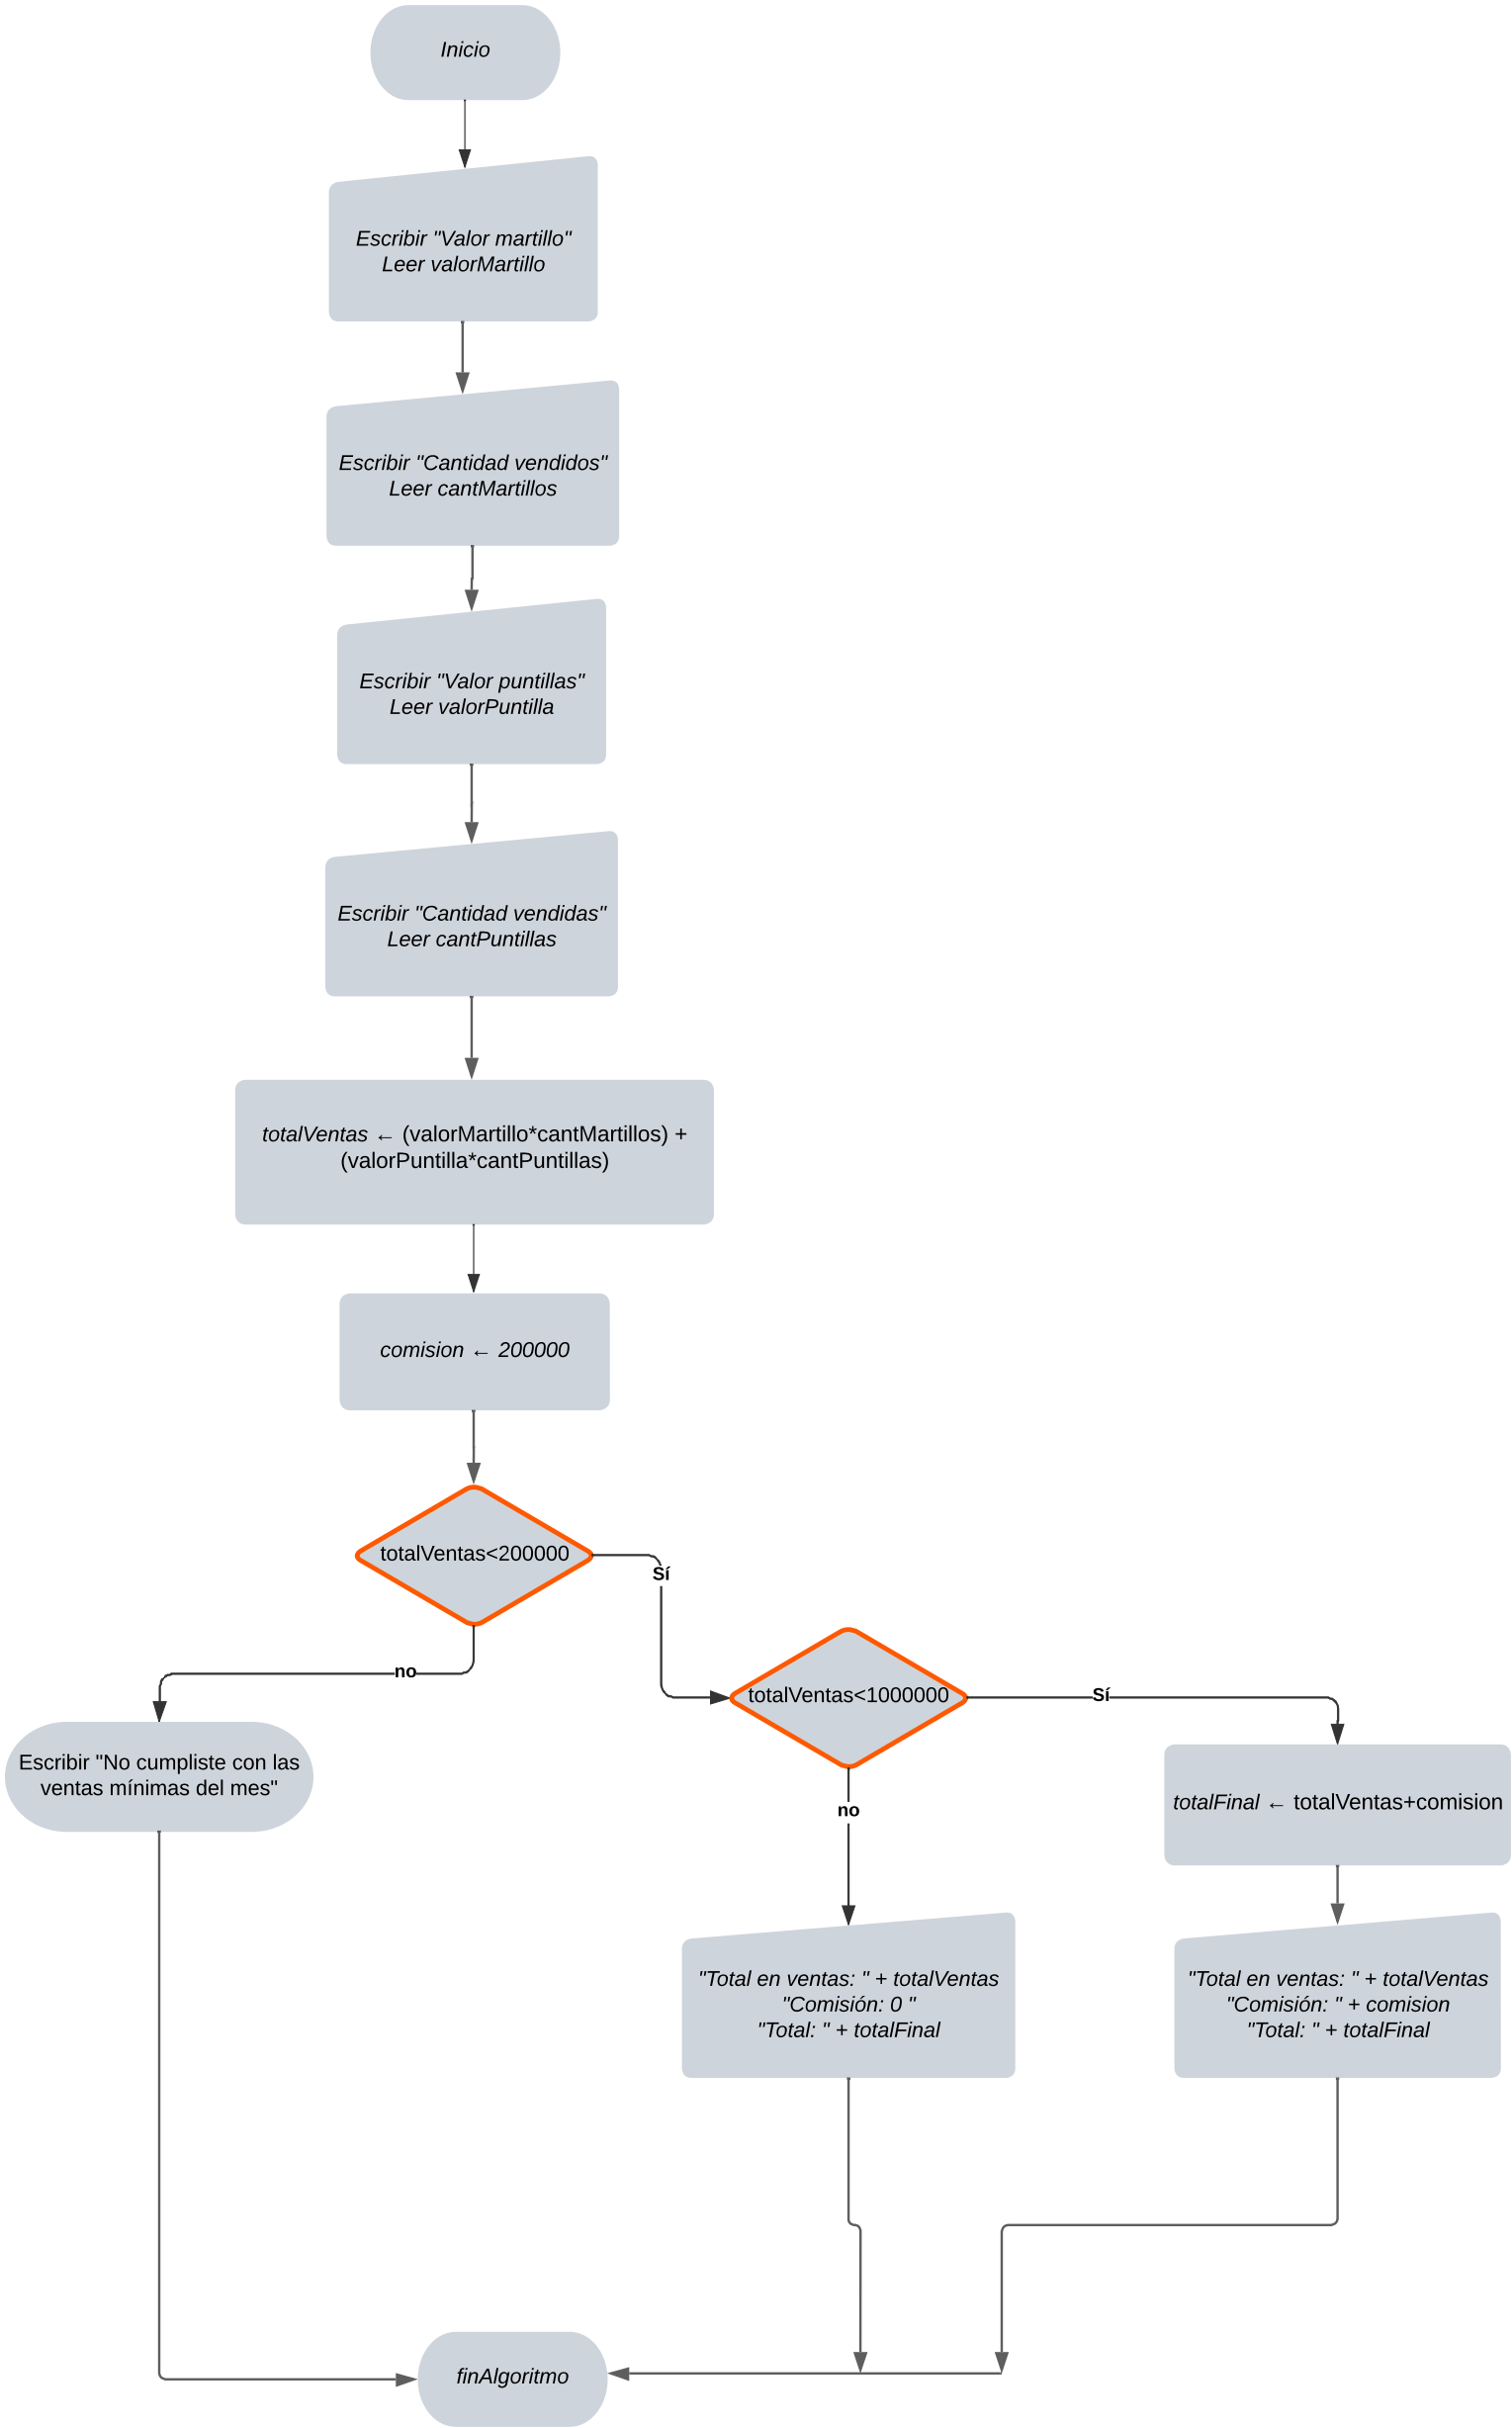 Inicio
Escribir "Valor martillo"
Leer valorMartillo
Escribir "Cantidad vendidos"
Leer cantMartillos
Escribir "Valor puntillas"
Leer valorPuntilla
Escribir "Cantidad vendidas"
Leer cantPuntillas
totalVentas ← (valorMartillo*cantMartillos) +
(valorPuntilla*cantPuntillas)
comision ← 200000
totalVentas<200000
Sí
no
totalVentas<1000000
Sí
no
Escribir "No cumpliste con las
ventas mínimas del mes"
totalFinal ← totalVentas+comision
"Total en ventas: " + totalVentas
"Comisión: 0 "
"Total: " + totalFinal
"Total en ventas: " + totalVentas
"Comisión: " + comision
"Total: " + totalFinal
finAlgoritmo